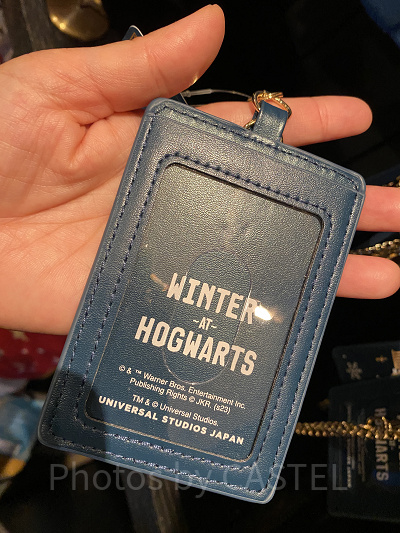 WINTER
-AT-
HOGWARTS
© & ™ Warner Bros. Entertainment Inc.
Publishing Rights © JKR. (s23)
TM & © Universal Studios.
UNIVERSAL STUDIOS JAPAN
HOGWARTS
Photos by CASTEL